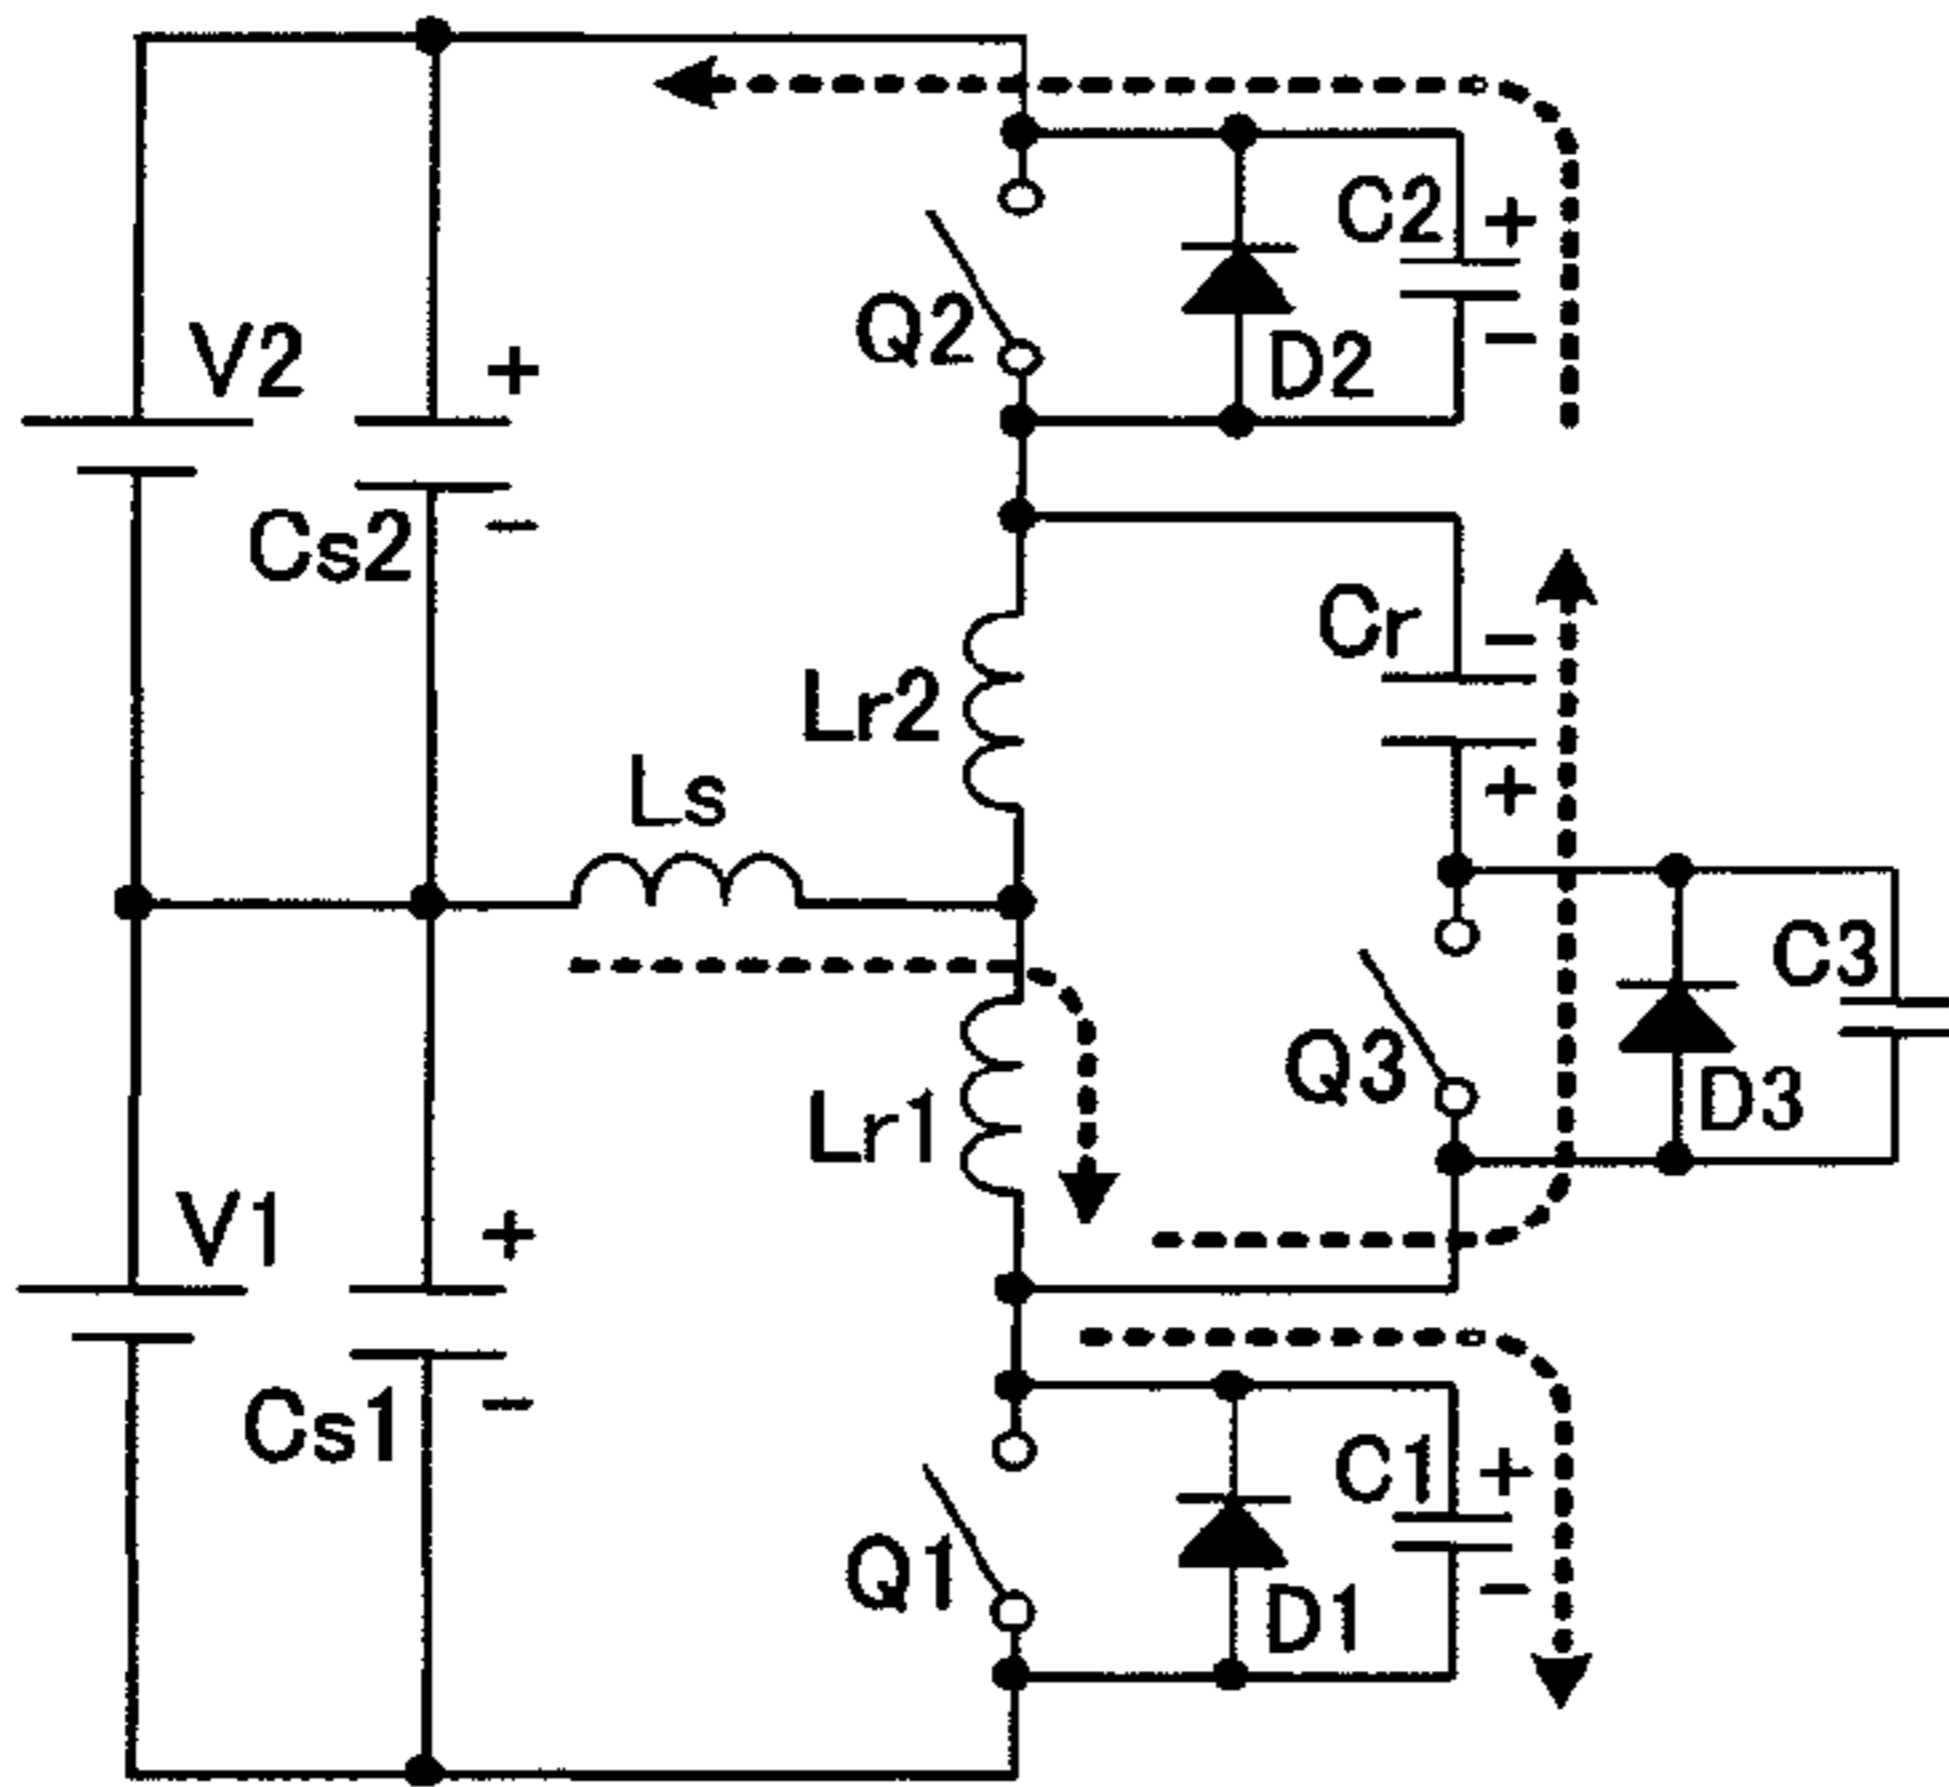 C2 +
V2
+
Q2
D2
−
Cs2
−
Cr
−
Lr2
Ls
+
C3
Q3
Lr1
D3
V1
+
Cs1
−
C1
+
Q1
D1
−